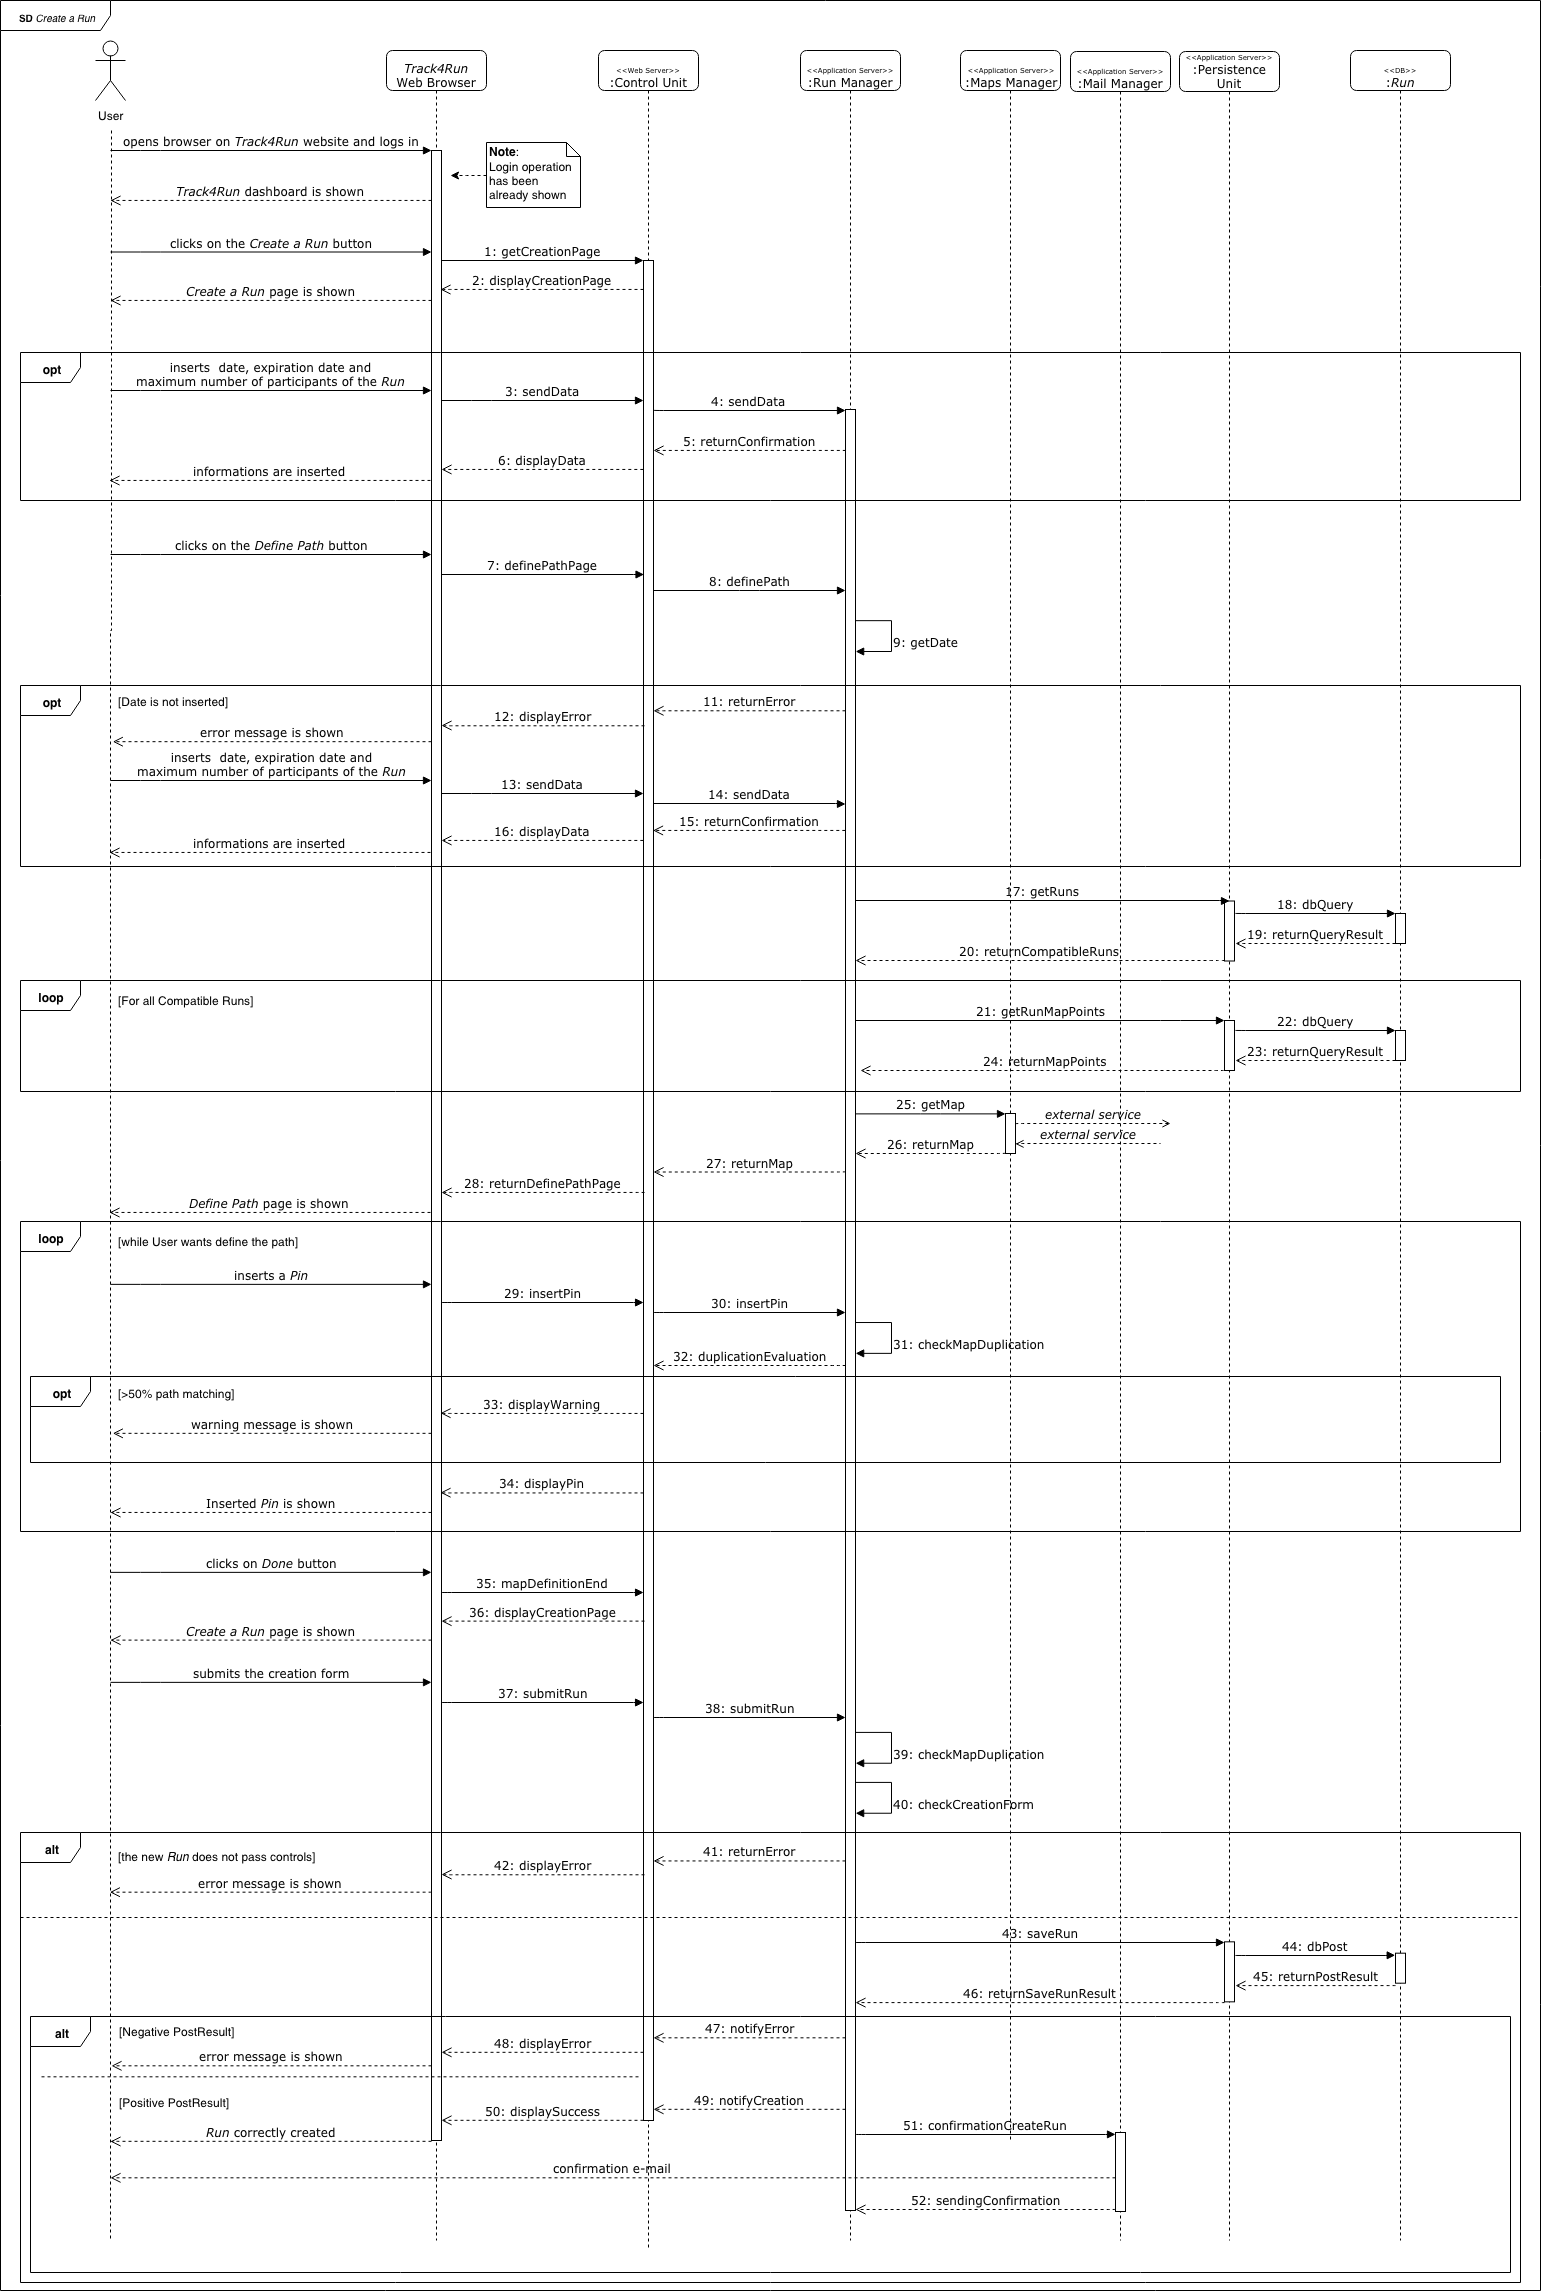 SD Create a Run
User
Track4Run
Web Browser
<<Web Server>>
:Control Unit
<<Application Server>>
:Run Manager
<<Application Server>>
:Maps Manager
<<Application Server>>
:Mail Manager
<<Application Server>>
:Persistence
Unit
<<DB>>
:Run
opens browser on Track4Run website and logs in
Note:
Login operation
has been
already shown
Track4Run dashboard is shown
clicks on the Create a Run button
1: getCreationPage
2: displayCreationPage
Create a Run page is shown
opt
inserts  date, expiration date and
maximum number of participants of the Run
3: sendData
4: sendData
5: returnConfirmation
6: displayData
informations are inserted
clicks on the Define Path button
7: definePathPage
8: definePath
9: getDate
opt
[Date is not inserted]
11: returnError
12: displayError
error message is shown
inserts  date, expiration date and
maximum number of participants of the Run
13: sendData
14: sendData
15: returnConfirmation
16: displayData
informations are inserted
17: getRuns
18: dbQuery
19: returnQueryResult
20: returnCompatibleRuns
loop
[For all Compatible Runs]
21: getRunMapPoints
22: dbQuery
23: returnQueryResult
24: returnMapPoints
25: getMap
external service
external service
26: returnMap
27: returnMap
28: returnDefinePathPage
Define Path page is shown
loop
[while User wants define the path]
inserts a Pin
29: insertPin
30: insertPin
31: checkMapDuplication
32: duplicationEvaluation
opt
[>50% path matching]
33: displayWarning
warning message is shown
34: displayPin
Inserted Pin is shown
clicks on Done button
35: mapDefinitionEnd
36: displayCreationPage
Create a Run page is shown
submits the creation form
37: submitRun
38: submitRun
39: checkMapDuplication
40: checkCreationForm
alt
[the new Run does not pass controls]
41: returnError
42: displayError
error message is shown
43: saveRun
44: dbPost
45: returnPostResult
46: returnSaveRunResult
alt
[Negative PostResult]
47: notifyError
48: displayError
error message is shown
[Positive PostResult]
49: notifyCreation
50: displaySuccess
51: confirmationCreateRun
Run correctly created
confirmation e-mail
52: sendingConfirmation